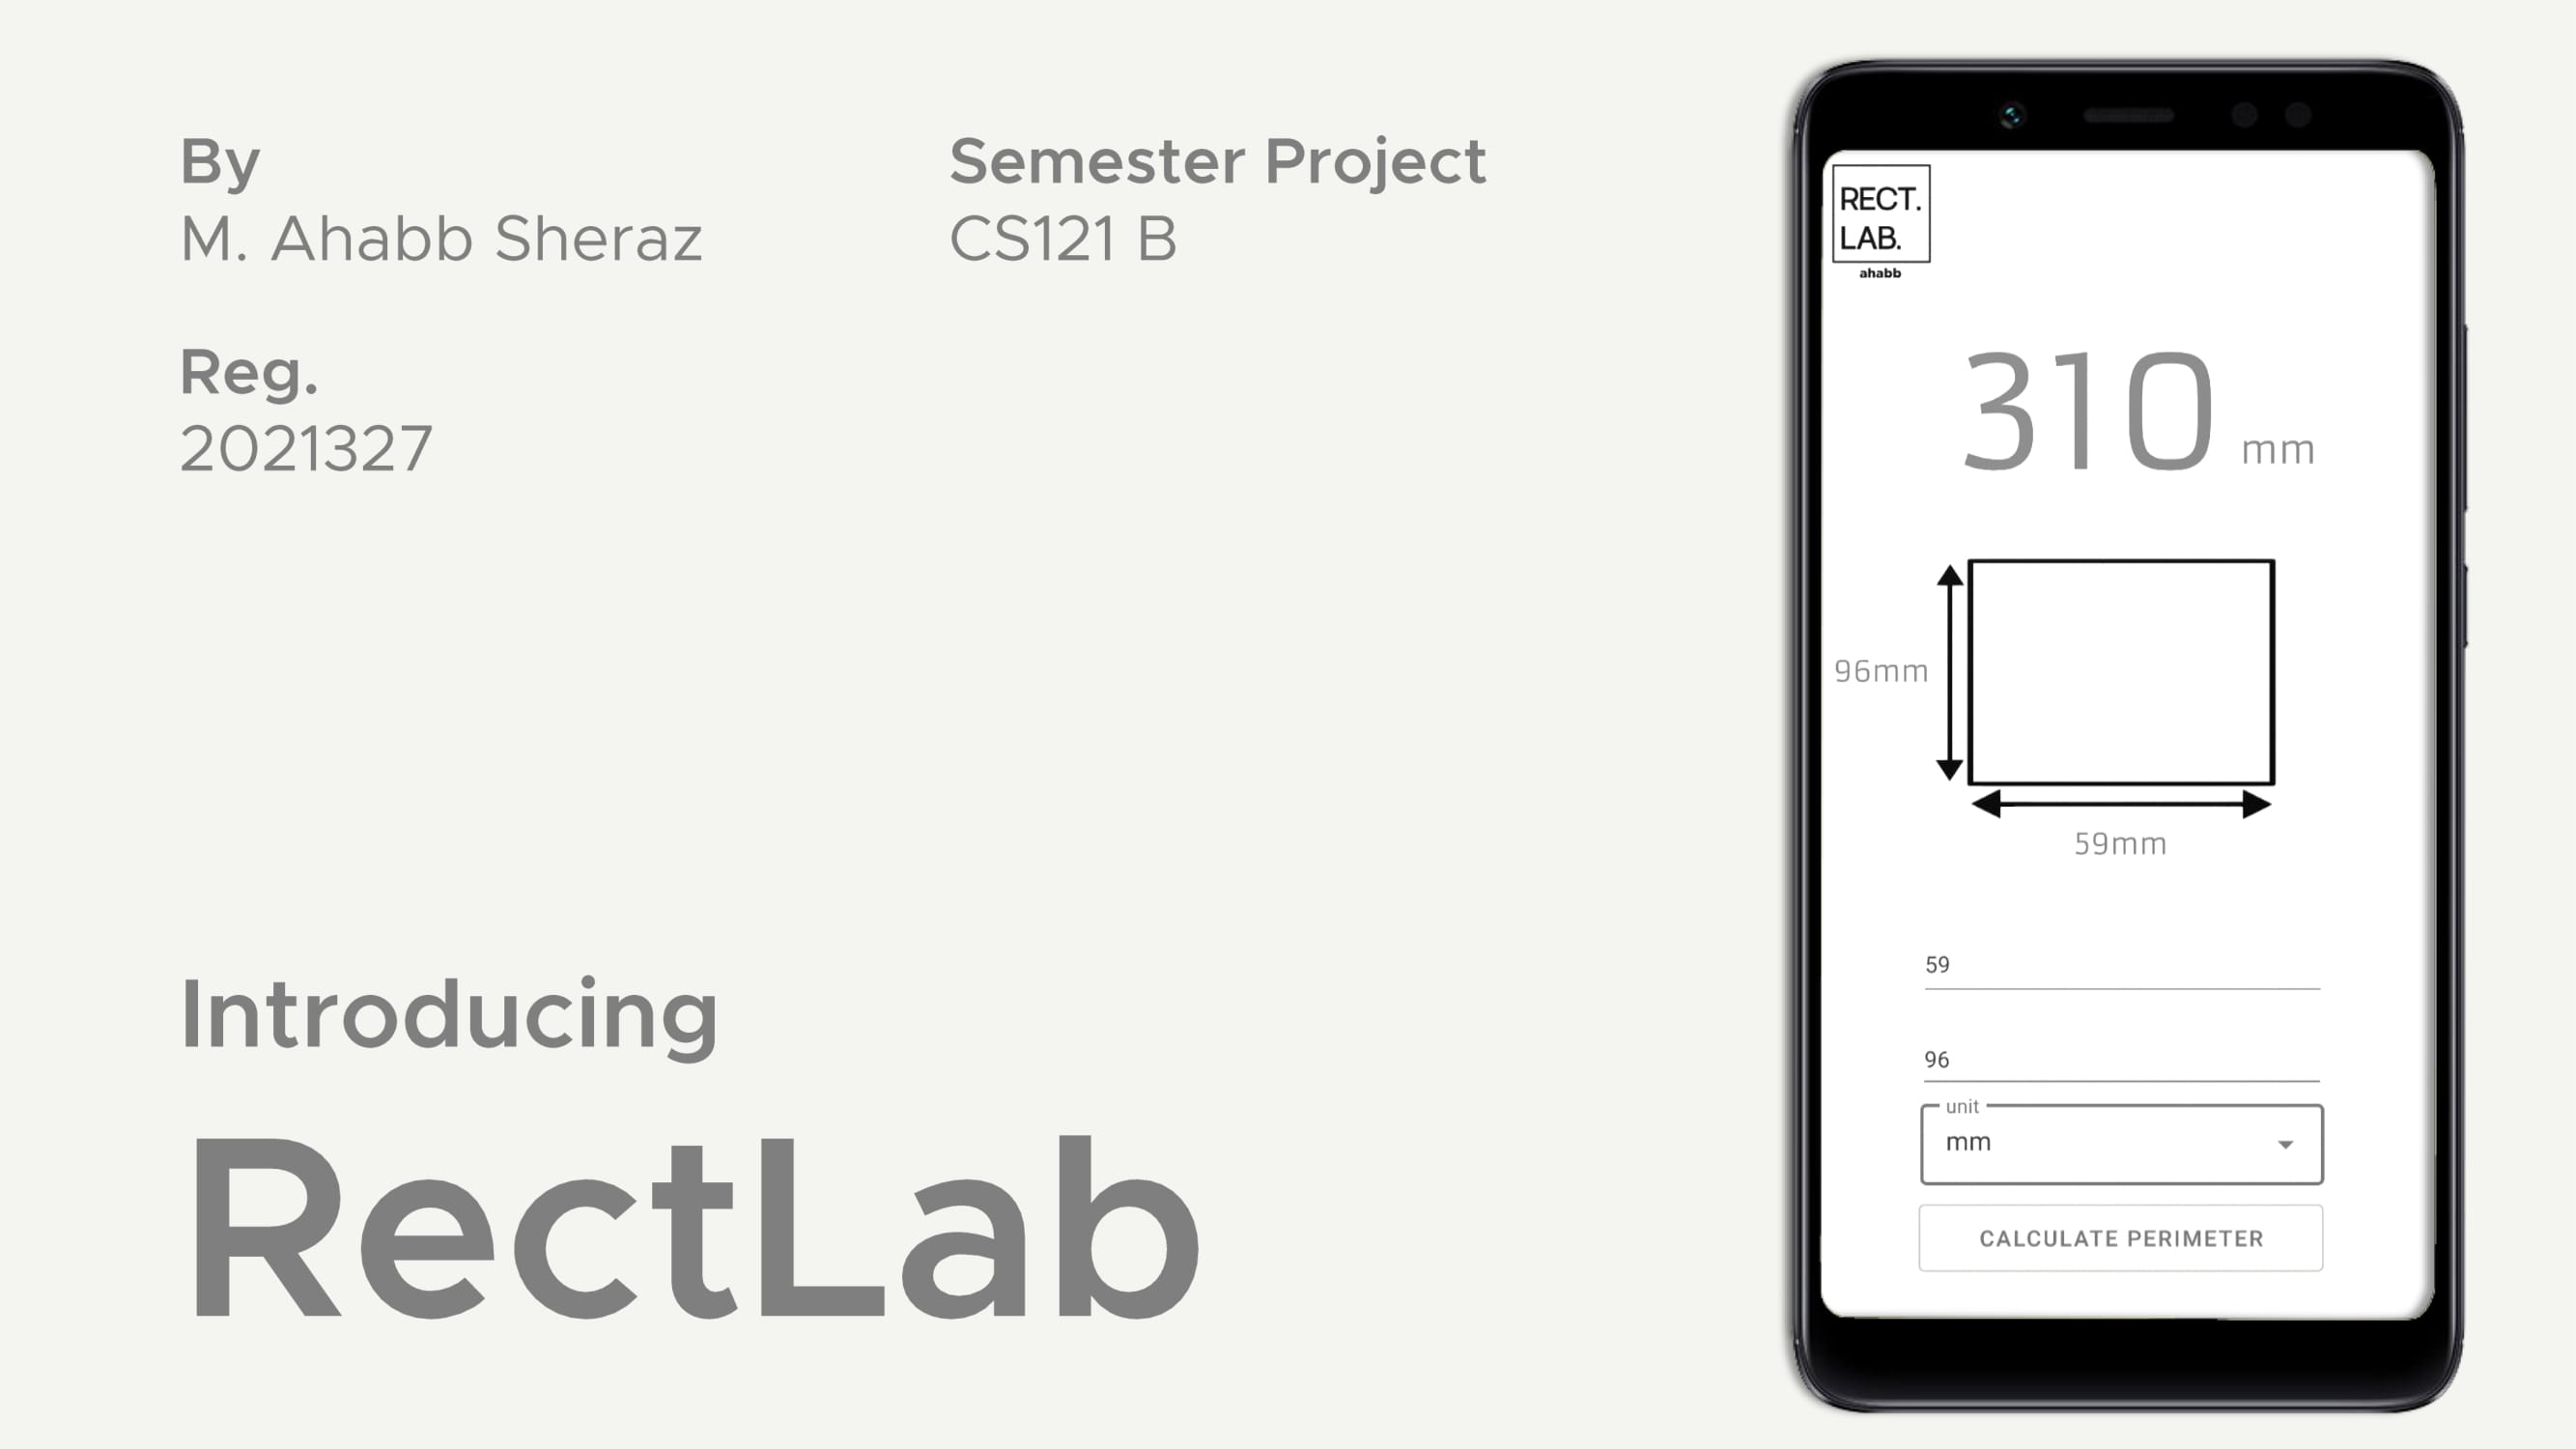 By
M. Ahabb Sheraz
Reg.
2021327
Semester Project
CS121 B
Introducing
RectLab
RECT.
LAB.
ahabb
310 mm
96mm
59mm
59
96
unit
mm
CALCULATE PERIMETER